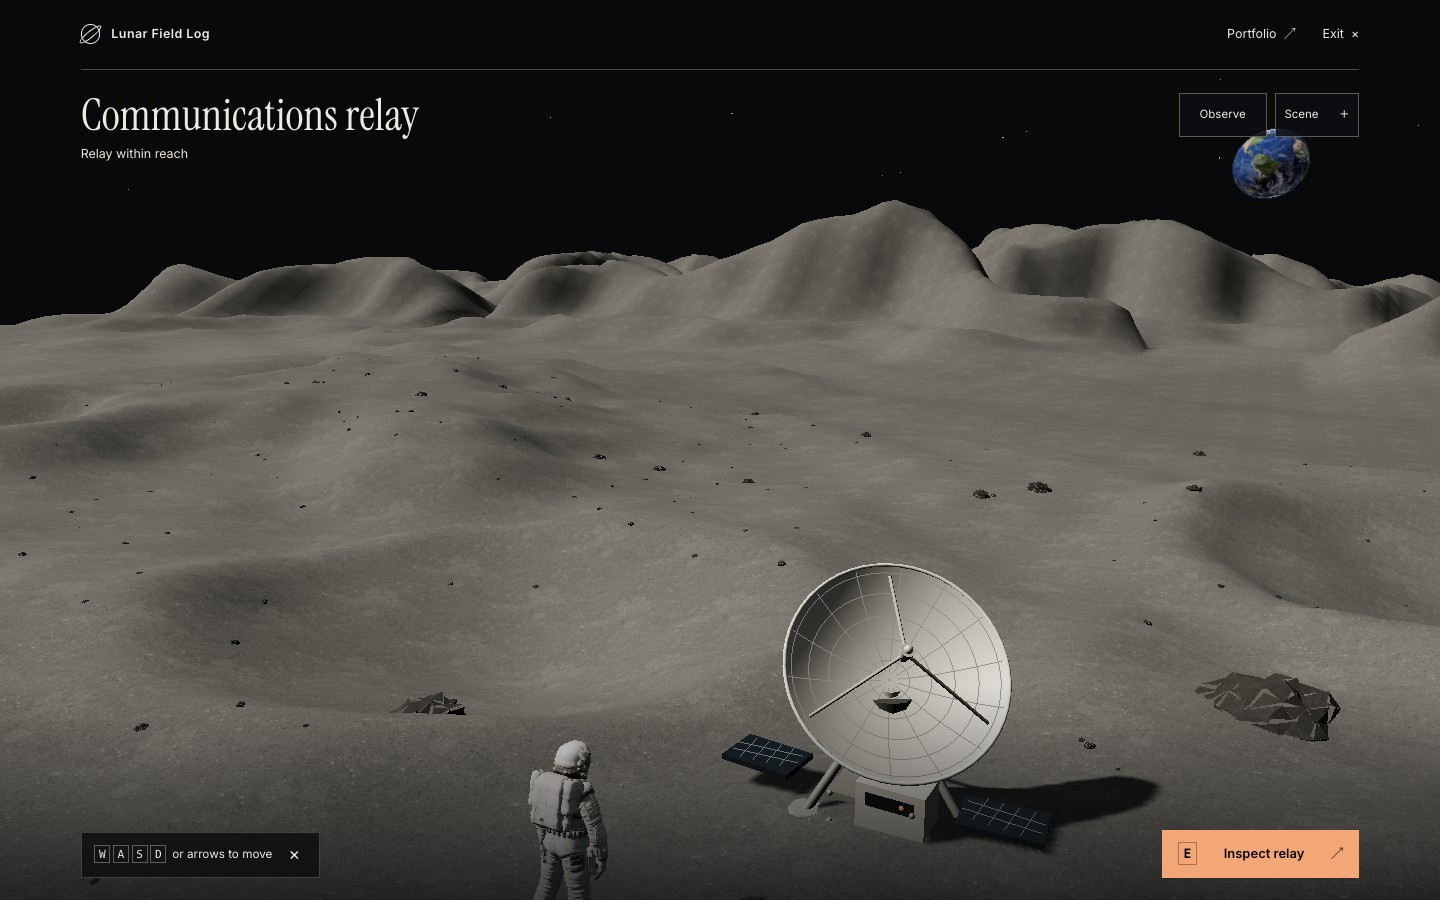 Lunar Field Log
Portfolio ↗
Exit ×
Communications relay
Relay within reach
Observe
Scene +
W A S D or arrows to move ×
E Inspect relay ↗